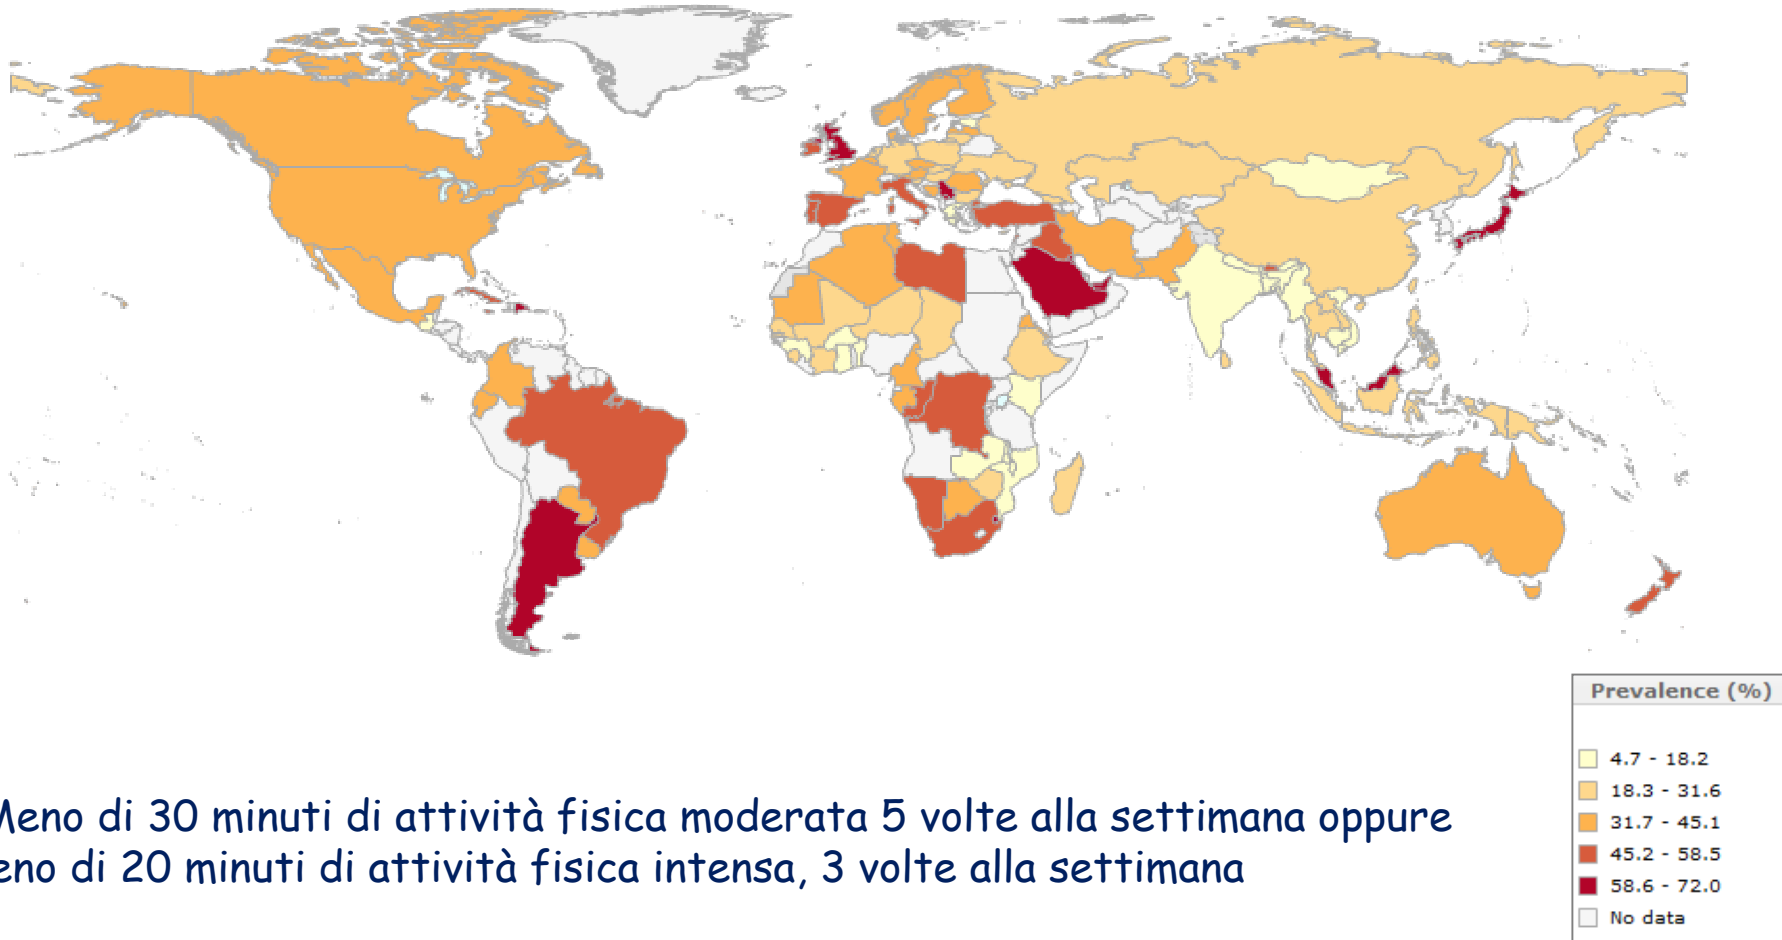 Prevalence (%)
4.7 - 18.2
18.3 - 31.6
31.7 - 45.1
45.2 - 58.5
58.6 - 72.0
No data
Meno di 30 minuti di attività fisica moderata 5 volte alla settimana oppure
eno di 20 minuti di attività fisica intensa, 3 volte alla settimana